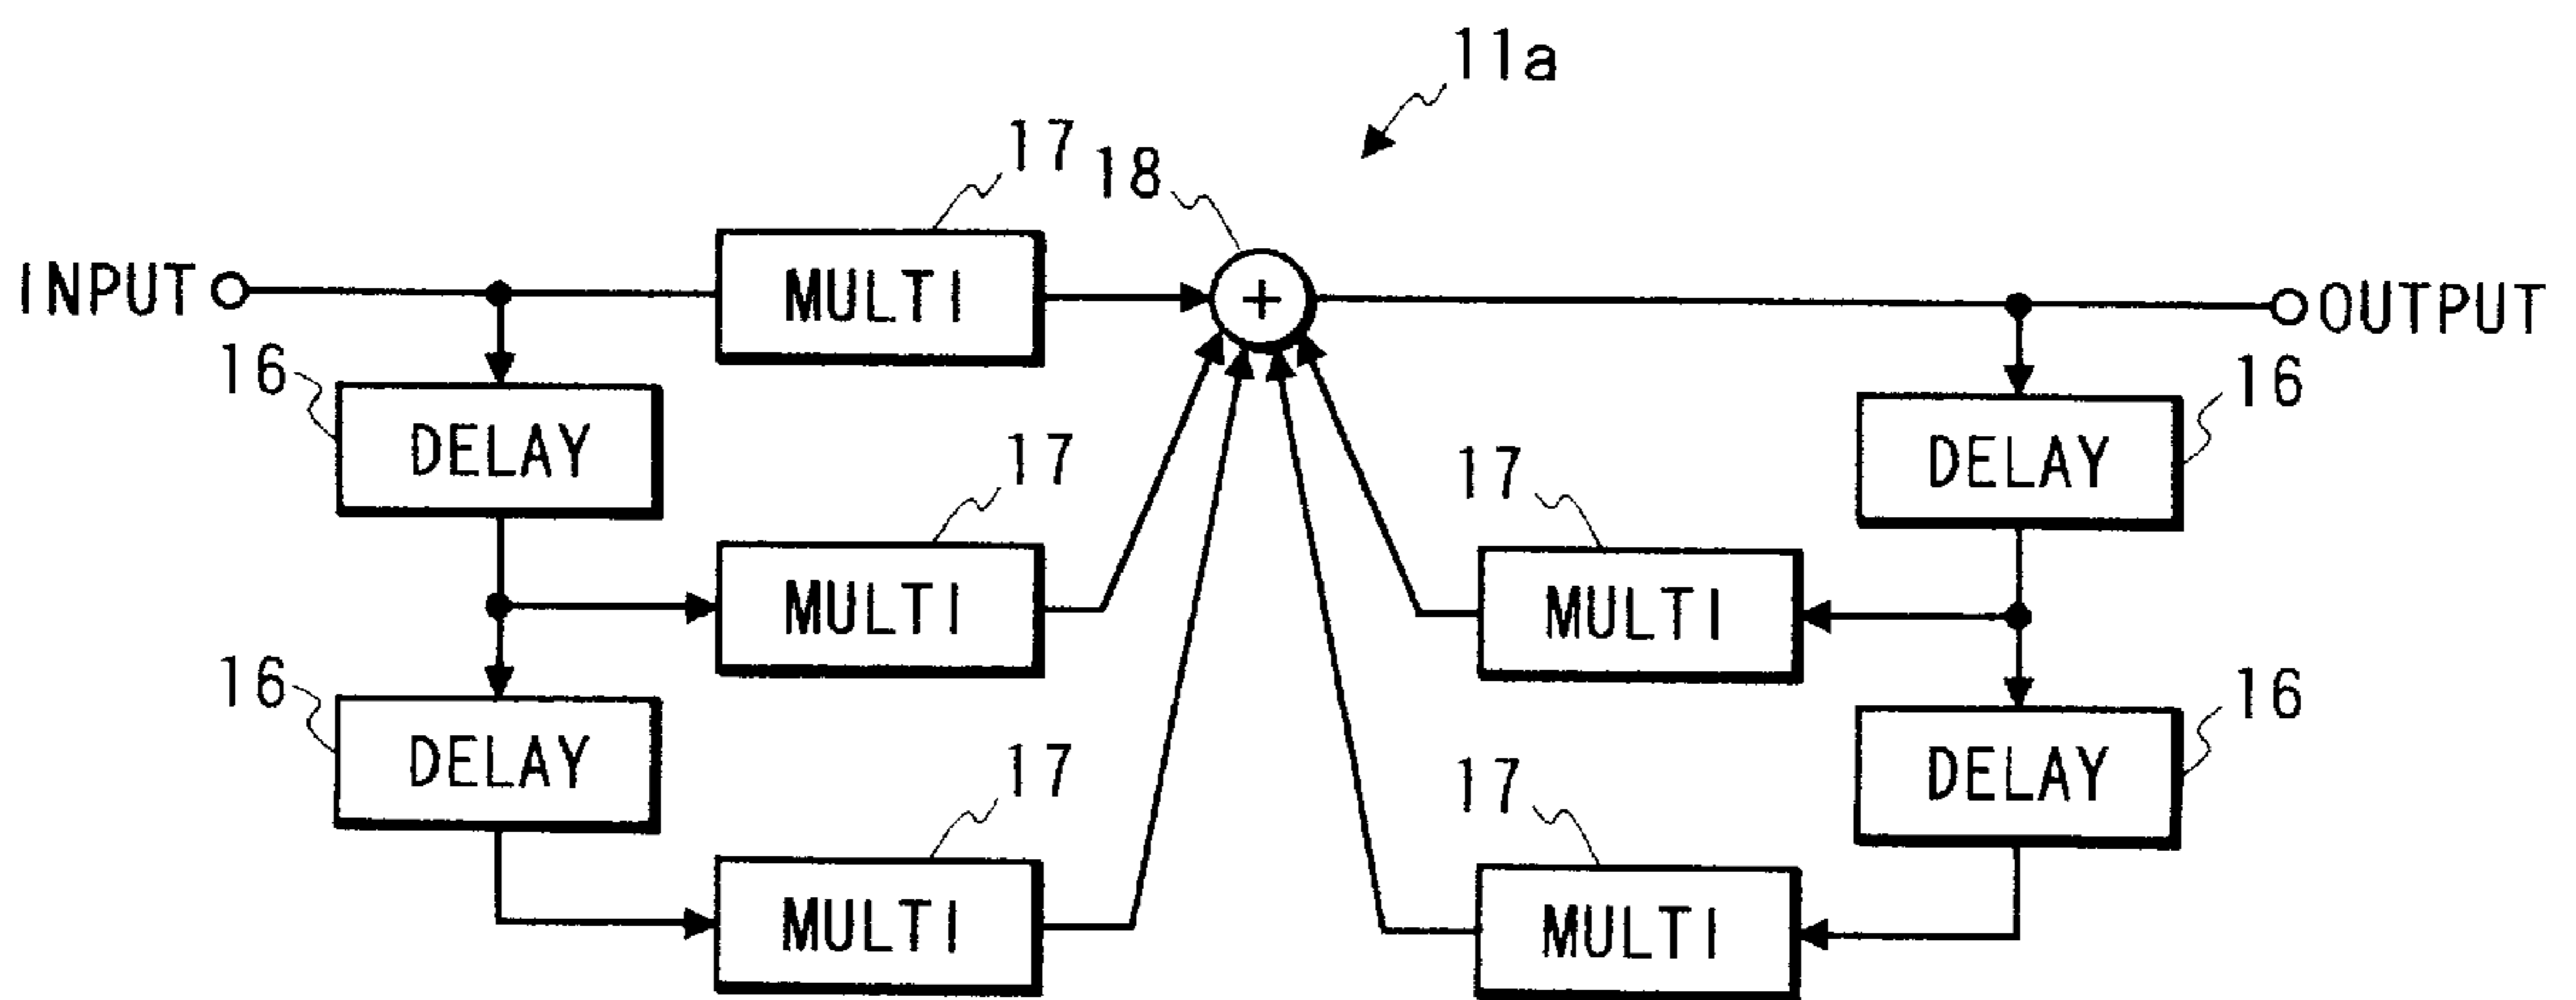 11a
17
18
INPUT
MULTI
+
OUTPUT
16
DELAY
16
DELAY
17
MULTI
17
MULTI
16
DELAY
16
DELAY
17
MULTI
17
MULTI